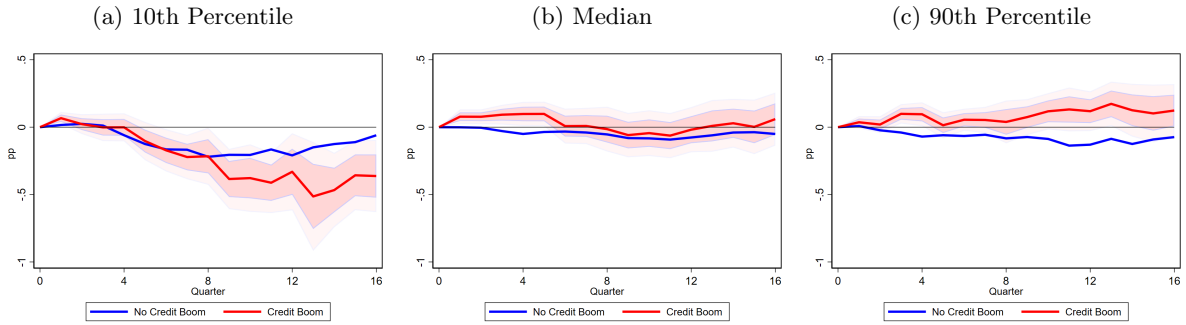 (a) 10th Percentile
.5
0
-.5
-1
pp
0 4 8 12 16
Quarter
No Credit Boom Credit Boom
(b) Median
.5
0
-.5
-1
pp
0 4 8 12 16
Quarter
No Credit Boom Credit Boom
(c) 90th Percentile
.5
0
-.5
-1
pp
0 4 8 12 16
Quarter
No Credit Boom Credit Boom